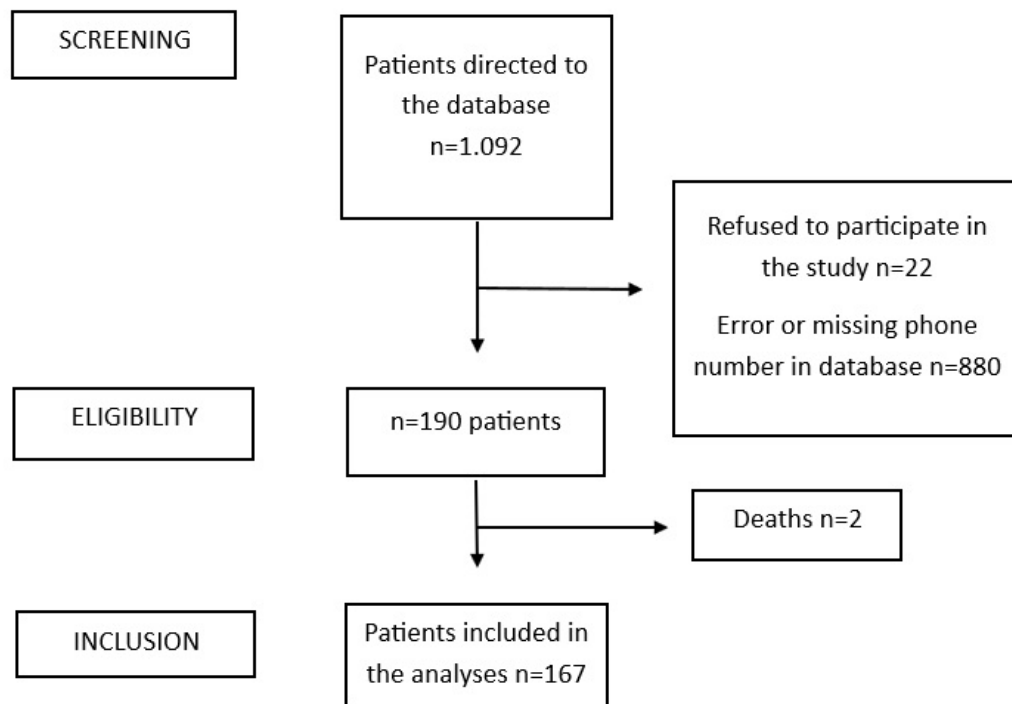 SCREENING
Patients directed to
the database
n=1.092
Refused to participate in
the study n=22
Error or missing phone
number in database n=880
ELIGIBILITY
n=190 patients
Deaths n=2
INCLUSION
Patients included in
the analyses n=167